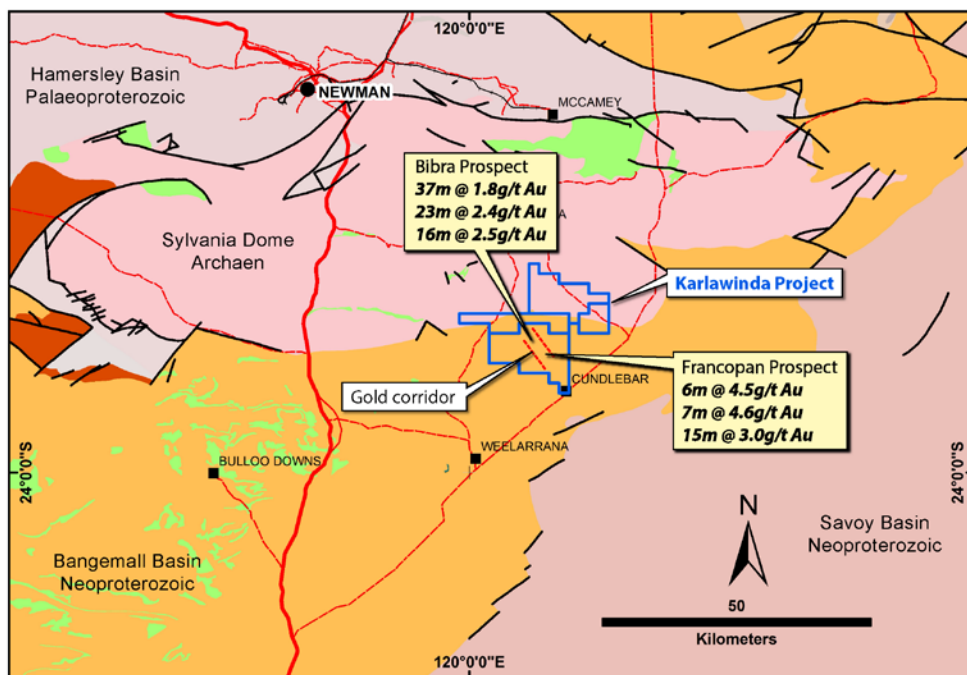 120°0'0"E
Hamersley Basin
Palaeoproterozoic
NEWMAN
MCCAMEY
Bibra Prospect
37m @ 1.8g/t Au
23m @ 2.4g/t Au
16m @ 2.5g/t Au
A
Sylvania Dome
Archaen
Karlawinda Project
Gold corridor
CUNDLEBAR
Francopan Prospect
6m @ 4.5g/t Au
7m @ 4.6g/t Au
15m @ 3.0g/t Au
WEELARRANA
BULLOO DOWNS
24°0'0"S
24°0'0"S
N
Savoy Basin
Neoproterozoic
Bangemall Basin
Neoproterozoic
50
Kilometers
120°0'0"E